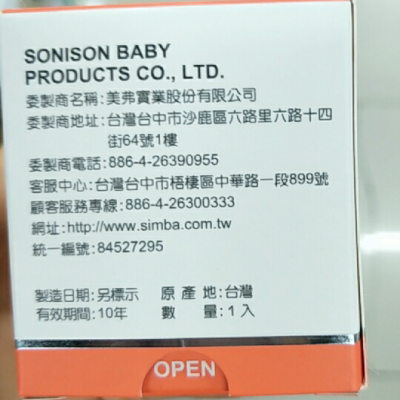 SONISON BABY
PRODUCTS CO., LTD.
委製商名稱:美弗實業股份有限公司
委製商地址:台灣台中市沙鹿區六路里六路十四
街64號1樓
委製商電話:886-4-26390955
客服中心:台灣台中市梧棲區中華路一段899號
顧客服務專線:886-4-26300333
網址:http://www.simba.com.tw
統一編號:84527295
製造日期:另標示 原產地:台灣
有效期間:10年 數量:1入
OPEN